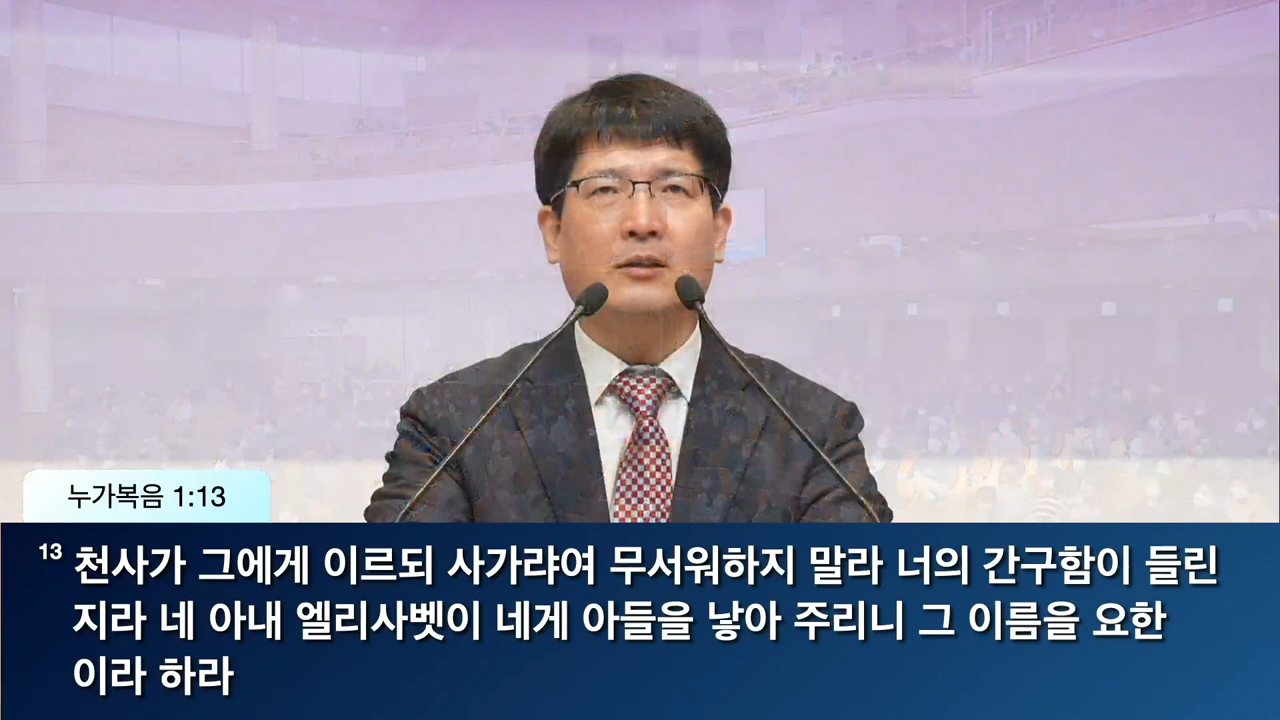 누가복음 1:13
13 천사가 그에게 이르되 사가랴여 무서워하지 말라 너의 간구함이 들린
지라 네 아내 엘리사벳이 네게 아들을 낳아 주리니 그 이름을 요한
이라 하라